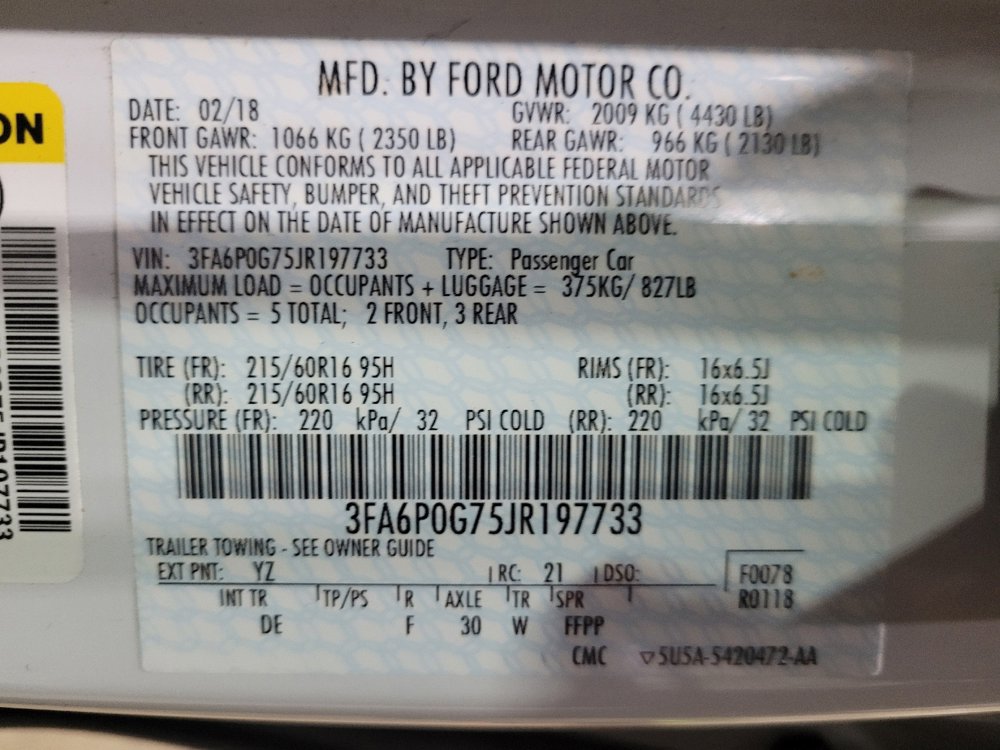 ON
MFD. BY FORD MOTOR CO.
DATE: 02/18 GVWR: 2009 KG ( 4430 LB)
FRONT GAWR: 1066 KG ( 2350 LB) REAR GAWR: 966 KG ( 2130 LB)
THIS VEHICLE CONFORMS TO ALL APPLICABLE FEDERAL MOTOR
VEHICLE SAFETY, BUMPER, AND THEFT PREVENTION STANDARDS
IN EFFECT ON THE DATE OF MANUFACTURE SHOWN ABOVE.
VIN: 3FA6P0G75JR197733 TYPE: Passenger Car
MAXIMUM LOAD = OCCUPANTS + LUGGAGE = 375KG/ 827LB
OCCUPANTS = 5 TOTAL; 2 FRONT, 3 REAR
TIRE (FR): 215/60R16 95H RIMS (FR): 16x6.5J
(RR): 215/60R16 95H (RR): 16x6.5J
PRESSURE (FR): 220 kPa/ 32 PSI COLD (RR): 220 kPa/ 32 PSI COLD
3FA6P0G75JR197733
TRAILER TOWING - SEE OWNER GUIDE
EXT PNT: YZ RC: 21 DSO: F0078
INT TR TP/PS R AXLE TR SPR R0118
DE F 30 W FFPP
CMC ▽5U5A-5420472-AA